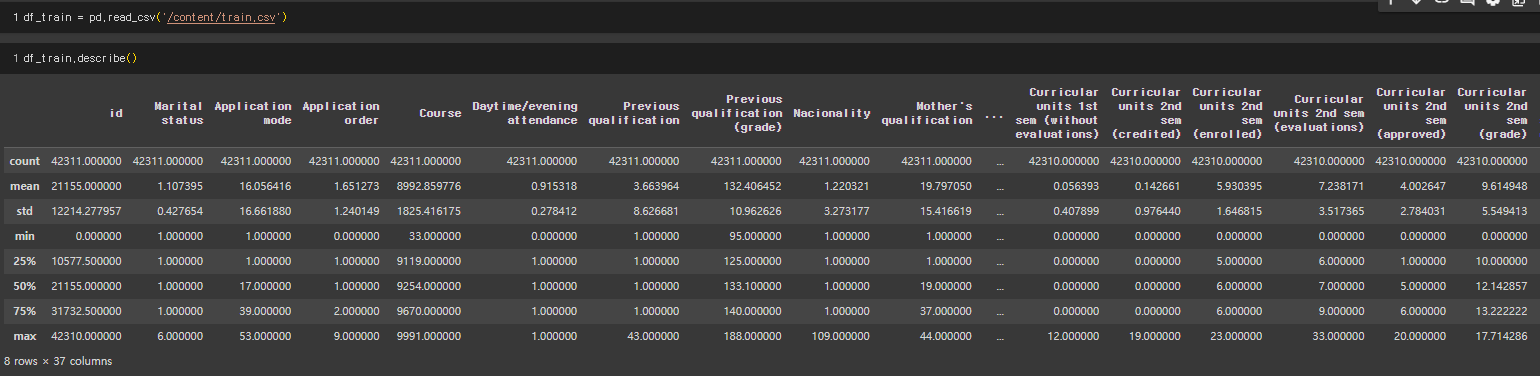 1 df_train = pd.read_csv('/content/train.csv')
1 df_train.describe()
id Marital status Application mode Application order Course Daytime/evening attendance Previous qualification Previous qualification (grade) Nacionality Mother's qualification ... Curricular units 1st sem (without evaluations) Curricular units 2nd sem (credited) Curricular units 2nd sem (enrolled) Curricular units 2nd sem (evaluations) Curricular units 2nd sem (approved) Curricular units 2nd sem (grade)
count 42311.000000 42311.000000 42311.000000 42311.000000 42311.000000 42311.000000 42311.000000 42311.000000 42311.000000 42311.000000 ... 42310.000000 42310.000000 42310.000000 42310.000000 42310.000000 42310.000000
mean 21155.000000 1.107395 16.056416 1.651273 8992.859776 0.915318 3.663964 132.406452 1.220321 19.797050 ... 0.056393 0.142661 5.930395 7.238171 4.002647 9.614948
std 12214.277957 0.427654 16.661880 1.240149 1825.416175 0.278412 8.626681 10.962626 3.273177 15.416619 ... 0.407899 0.976440 1.646815 3.517365 2.784031 5.549413
min 0.000000 1.000000 1.000000 0.000000 33.000000 0.000000 1.000000 95.000000 1.000000 1.000000 ... 0.000000 0.000000 0.000000 0.000000 0.000000 0.000000
25% 10577.500000 1.000000 1.000000 1.000000 9119.000000 1.000000 1.000000 125.000000 1.000000 1.000000 ... 0.000000 0.000000 5.000000 6.000000 1.000000 10.000000
50% 21155.000000 1.000000 17.000000 1.000000 9254.000000 1.000000 1.000000 133.100000 1.000000 19.000000 ... 0.000000 0.000000 6.000000 7.000000 5.000000 12.142857
75% 31732.500000 1.000000 39.000000 2.000000 9670.000000 1.000000 1.000000 140.000000 1.000000 37.000000 ... 0.000000 0.000000 6.000000 9.000000 6.000000 13.222222
max 42310.000000 6.000000 53.000000 9.000000 9991.000000 1.000000 43.000000 188.000000 109.000000 44.000000 ... 12.000000 19.000000 23.000000 33.000000 20.000000 17.714286
8 rows × 37 columns